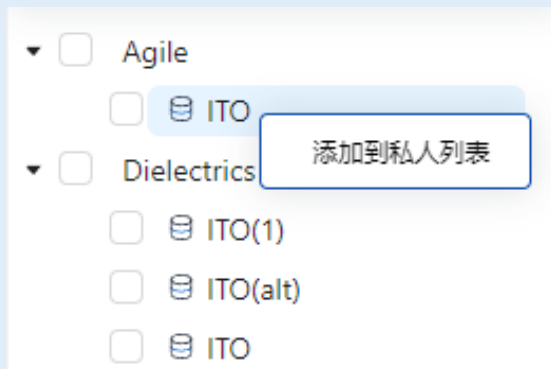 Agile
ITO
添加到私人列表
Dielectrics
ITO(1)
ITO(alt)
ITO